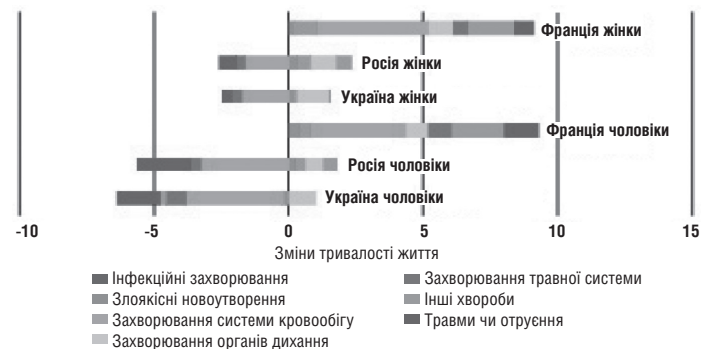 Франція жінки
Росія жінки
Україна жінки
Франція чоловіки
Росія чоловіки
Україна чоловіки
-10 -5 0 5 10 15
Зміни тривалості життя
Інфекційні захворювання
Злоякісні новоутворення
Захворювання системи кровообігу
Захворювання органів дихання
Захворювання травної системи
Інші хвороби
Травми чи отруєння